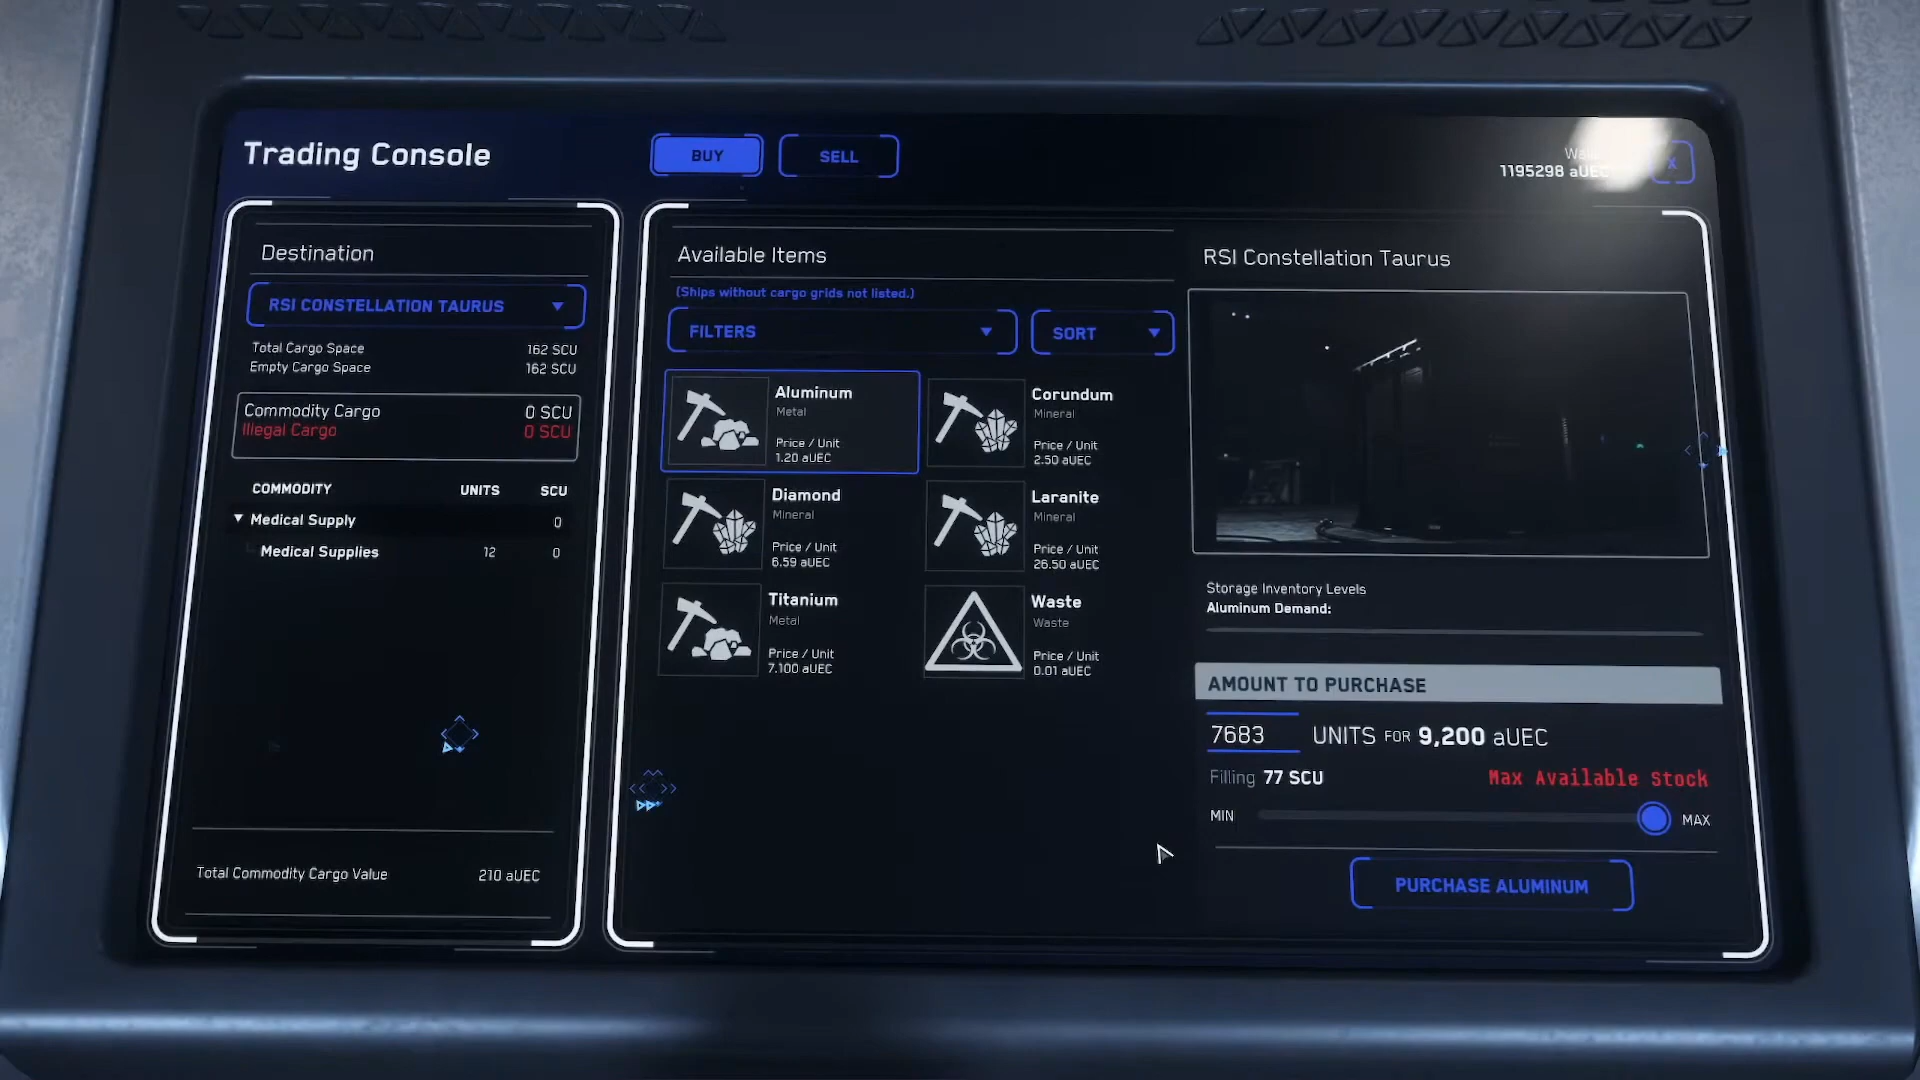 Trading Console
BUY
SELL
1195298 aUEC
X
Destination
RSI CONSTELLATION TAURUS
Total Cargo Space 162 SCU
Empty Cargo Space 162 SCU
Commodity Cargo 0 SCU
Illegal Cargo 0 SCU
COMMODITY UNITS SCU
Medical Supply 0
Medical Supplies 12 0
Total Commodity Cargo Value 210 aUEC
Available Items
(Ships without cargo grids not listed.)
FILTERS
SORT
Aluminum
Metal
Price / Unit
1.20 aUEC
Corundum
Mineral
Price / Unit
2.50 aUEC
Diamond
Mineral
Price / Unit
6.59 aUEC
Laranite
Mineral
Price / Unit
26.50 aUEC
Titanium
Metal
Price / Unit
7.100 aUEC
Waste
Waste
Price / Unit
0.01 aUEC
RSI Constellation Taurus
Storage Inventory Levels
Aluminum Demand:
AMOUNT TO PURCHASE
7683 UNITS FOR 9,200 aUEC
Filling 77 SCU
Max Available Stock
MIN
MAX
PURCHASE ALUMINUM